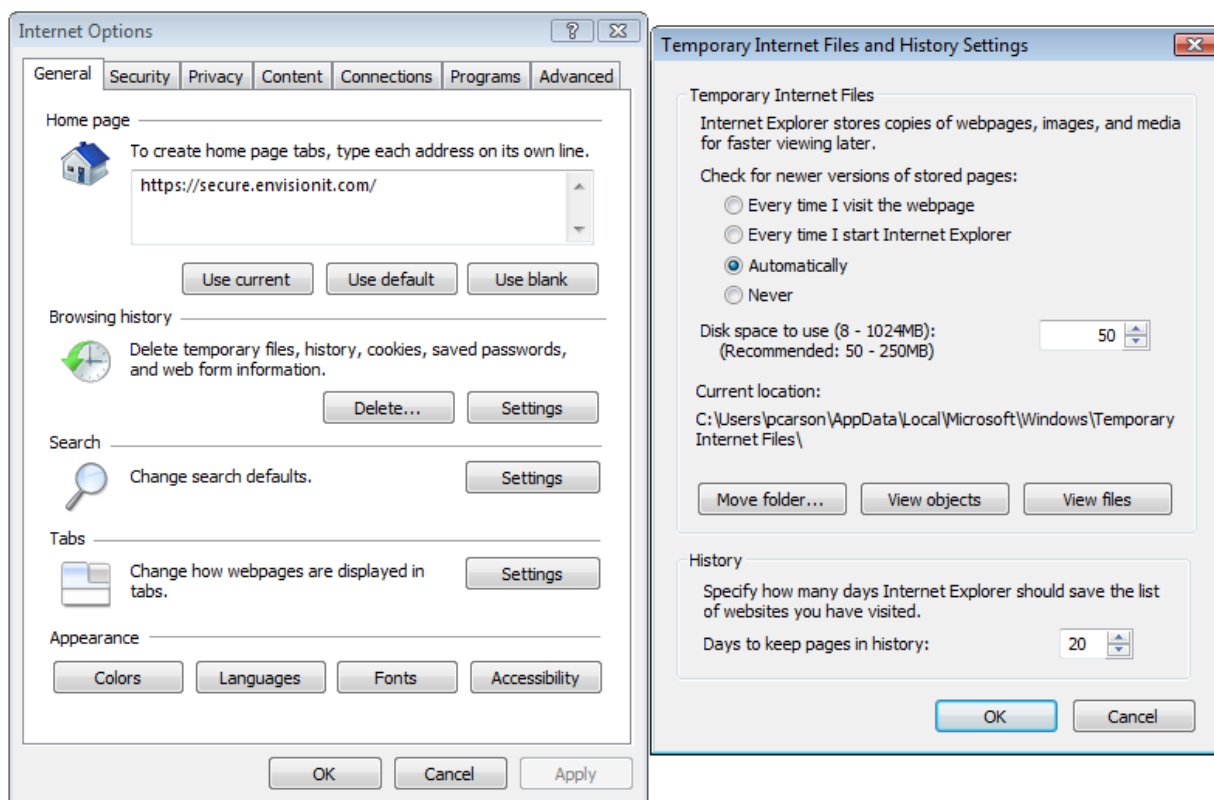 Internet Options
General Security Privacy Content Connections Programs Advanced
Home page
To create home page tabs, type each address on its own line.
https://secure.envisionit.com/
Use current Use default Use blank
Browsing history
Delete temporary files, history, cookies, saved passwords,
and web form information.
Delete... Settings
Search
Change search defaults.
Settings
Tabs
Change how webpages are displayed in
tabs.
Settings
Appearance
Colors Languages Fonts Accessibility
OK Cancel Apply
Temporary Internet Files and History Settings
Temporary Internet Files
Internet Explorer stores copies of webpages, images, and media
for faster viewing later.
Check for newer versions of stored pages:
Every time I visit the webpage
Every time I start Internet Explorer
Automatically
Never
Disk space to use (8 - 1024MB): 50
(Recommended: 50 - 250MB)
Current location:
C:\Users\pcarson\AppData\Local\Microsoft\Windows\Temporary
Internet Files\
Move folder... View objects View files
History
Specify how many days Internet Explorer should save the list
of websites you have visited.
Days to keep pages in history: 20
OK Cancel